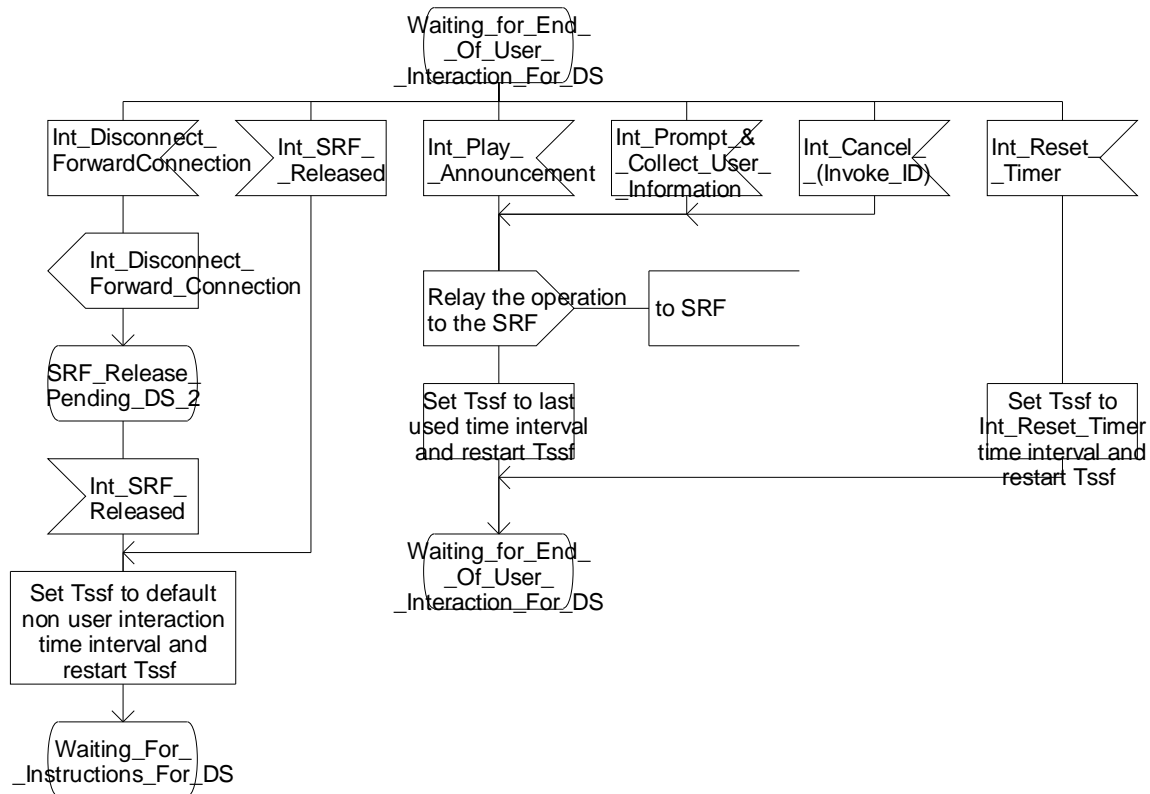 Waiting_for_End_
_Of_User_
_Interaction_For_DS
Int_Disconnect_
ForwardConnection
Int_SRF_
_Released
Int_Play_
_Announcement
Int_Prompt_&
_Collect_User_
_Information
Int_Cancel_
_(Invoke_ID)
Int_Reset_
_Timer
Int_Disconnect_
Forward_Connection
Relay the operation
to the SRF
to SRF
SRF_Release_
Pending_DS_2
Set Tssf to last
used time interval
and restart Tssf
Set Tssf to
Int_Reset_Timer
time interval and
restart Tssf
Int_SRF_
Released
Waiting_for_End_
_Of_User_
_Interaction_For_DS
Set Tssf to default
non user interaction
time interval and
restart Tssf
Waiting_For_
_Instructions_For_DS